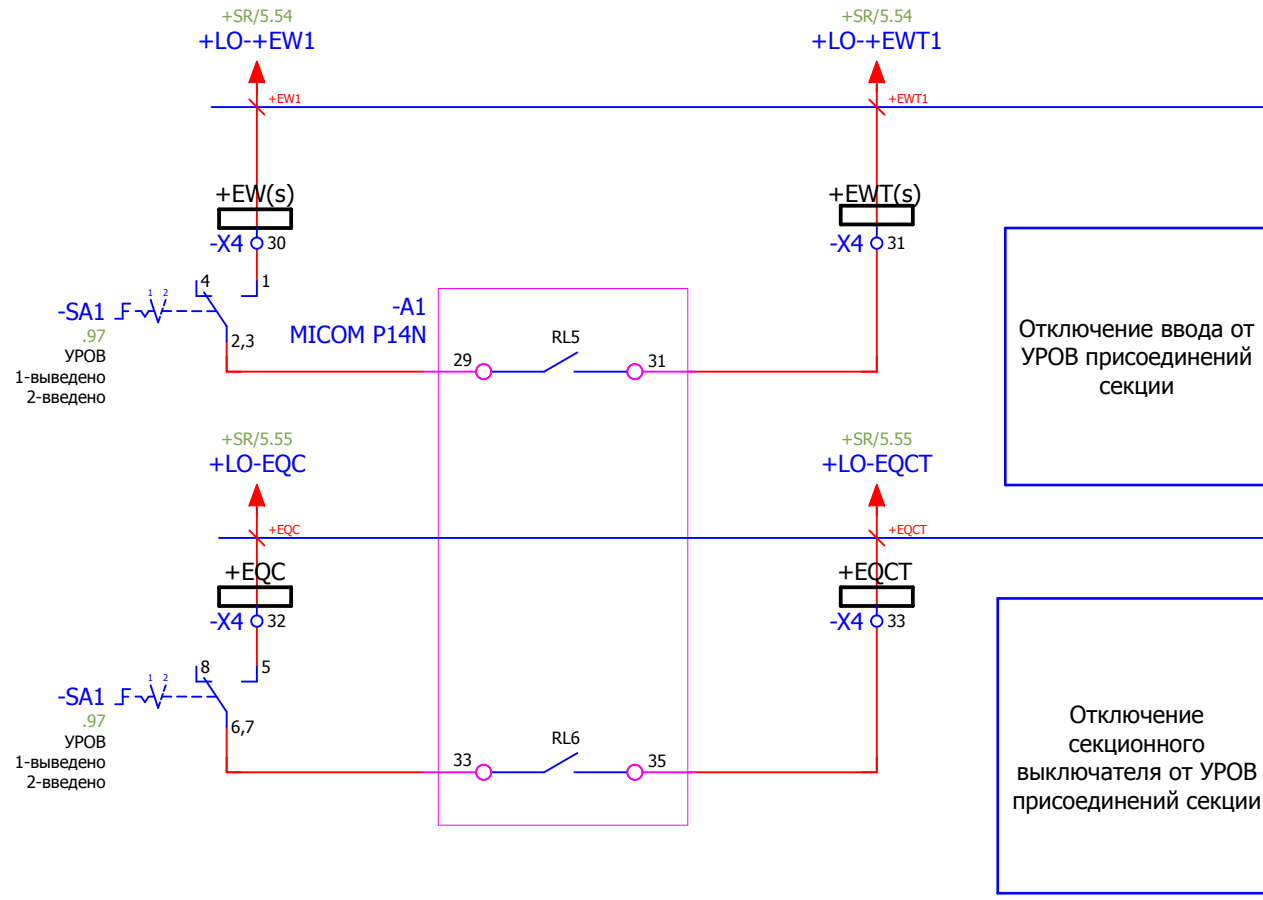 +SR/5.54
+LO-+EW1
+EW1
+SR/5.54
+LO-+EWT1
+EWT1
+EW(s)
-X4 30
+EWT(s)
-X4 31
4 1
1 2
-SA1
.97
УРОВ
1-выведено
2-введено
2,3
-A1
MICOM P14N
29 RL5 31
Отключение ввода от
УРОВ присоединений
секции
+SR/5.55
+LO-EQC
+EQC
+SR/5.55
+LO-EQCT
+EQCT
+EQC
-X4 32
+EQCT
-X4 33
8 5
1 2
-SA1
.97
УРОВ
1-выведено
2-введено
6,7
33 RL6 35
Отключение
секционного
выключателя от УРОВ
присоединений секции